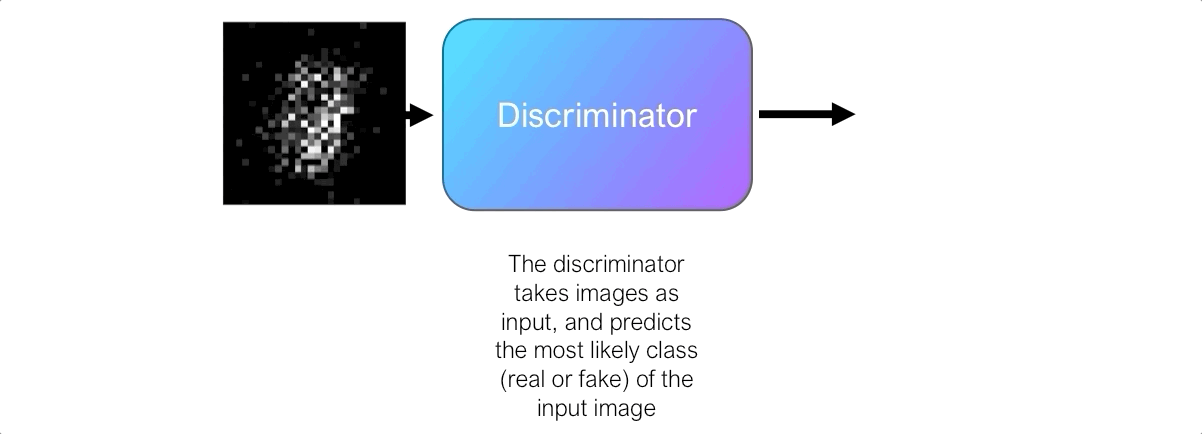 Discriminator
The discriminator
takes images as
input, and predicts
the most likely class
(real or fake) of the
input image